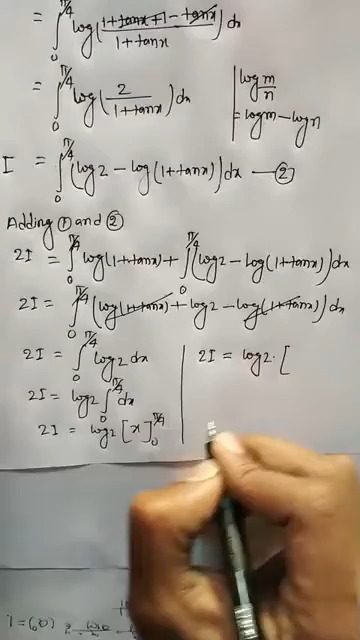 = ∫₀^π/4 log(1+tanx+1-tanx / 1+tanx)dx
= ∫₀^π/4 log(2 / 1+tanx)dx
log m/n
= logm - logn
I = ∫₀^π/4 (log2 - log(1+tanx))dx —②
Adding ① and ②
2I = ∫₀^π/4 log(1+tanx) + ∫₀^π/4 (log2 - log(1+tanx))dx
2I = ∫₀^π/4 (log(1+tanx) + log2 - log(1+tanx))dx
2I = ∫₀^π/4 log2 dx
2I = log2 ∫₀^π/4 dx
2I = log2 [x]₀^π/4
2I = log2·[